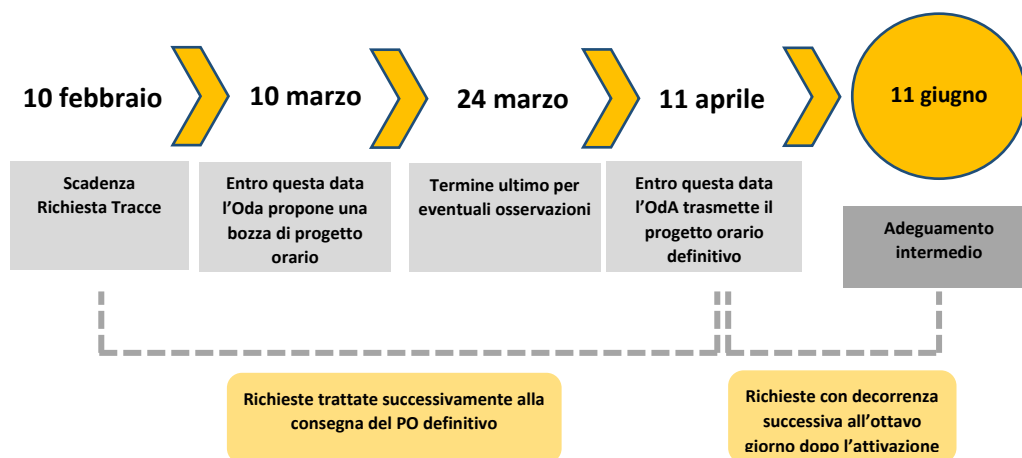 10 febbraio
10 marzo
24 marzo
11 aprile
11 giugno
Scadenza
Richiesta Tracce
Entro questa data
l'Oda propone una
bozza di progetto
orario
Termine ultimo per
eventuali osservazioni
Entro questa data
l'OdA trasmette il
progetto orario
definitivo
Adeguamento
intermedio
Richieste trattate successivamente alla
consegna del PO definitivo
Richieste con decorrenza
successiva all'ottavo
giorno dopo l'attivazione